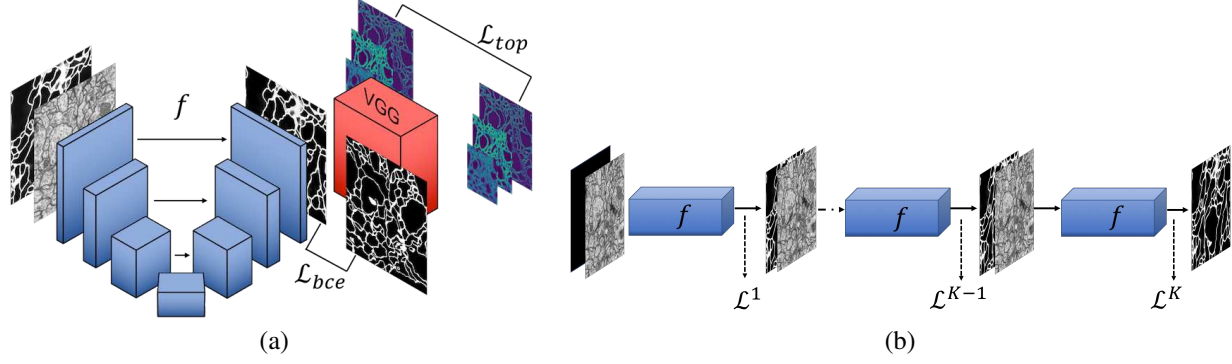 f
VGG
ℒ_top
ℒ_bce
(a)
f
f
f
ℒ^1
ℒ^{K−1}
ℒ^K
(b)